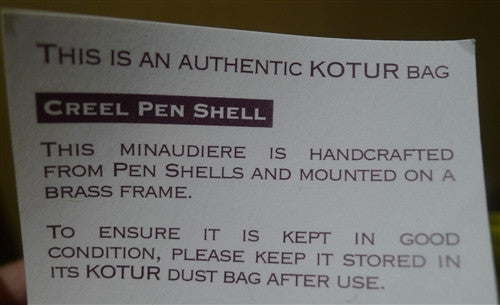 THIS IS AN AUTHENTIC KOTUR BAG
CREEL PEN SHELL
THIS MINAUDIERE IS HANDCRAFTED
FROM PEN SHELLS AND MOUNTED ON A
BRASS FRAME.
TO ENSURE IT IS KEPT IN GOOD
CONDITION, PLEASE KEEP IT STORED IN
ITS KOTUR DUST BAG AFTER USE.